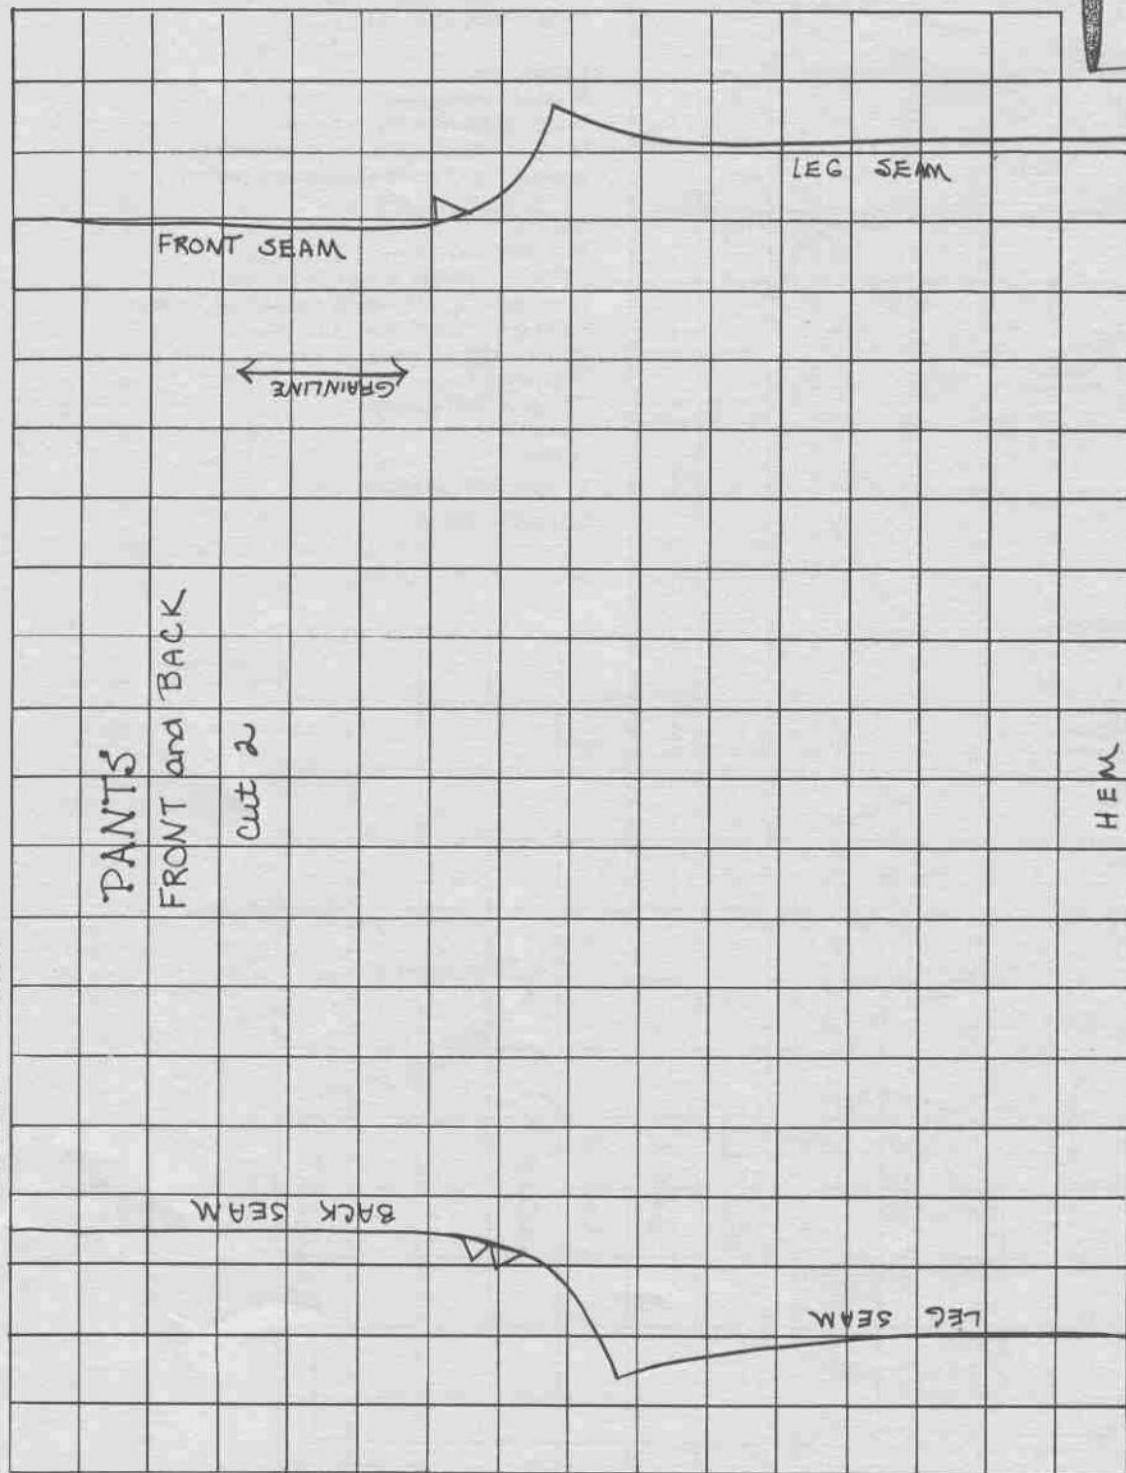 LEG SEAM
FRONT SEAM
GRAINLINE
PANTS
FRONT and BACK
Cut 2
HEM
BACK SEAM
LEG SEAM